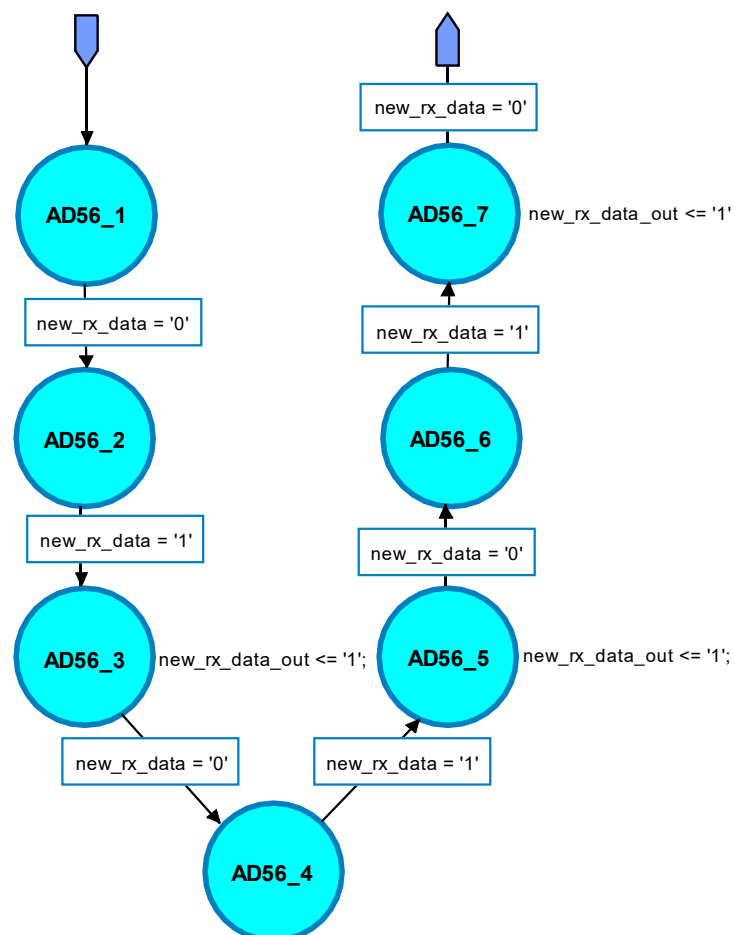 AD56_1
new_rx_data = '0'
AD56_2
new_rx_data = '1'
AD56_3
new_rx_data_out <= '1';
new_rx_data = '0'
AD56_4
new_rx_data = '1'
AD56_5
new_rx_data_out <= '1';
new_rx_data = '0'
AD56_6
new_rx_data = '1'
AD56_7
new_rx_data_out <= '1'
new_rx_data = '0'